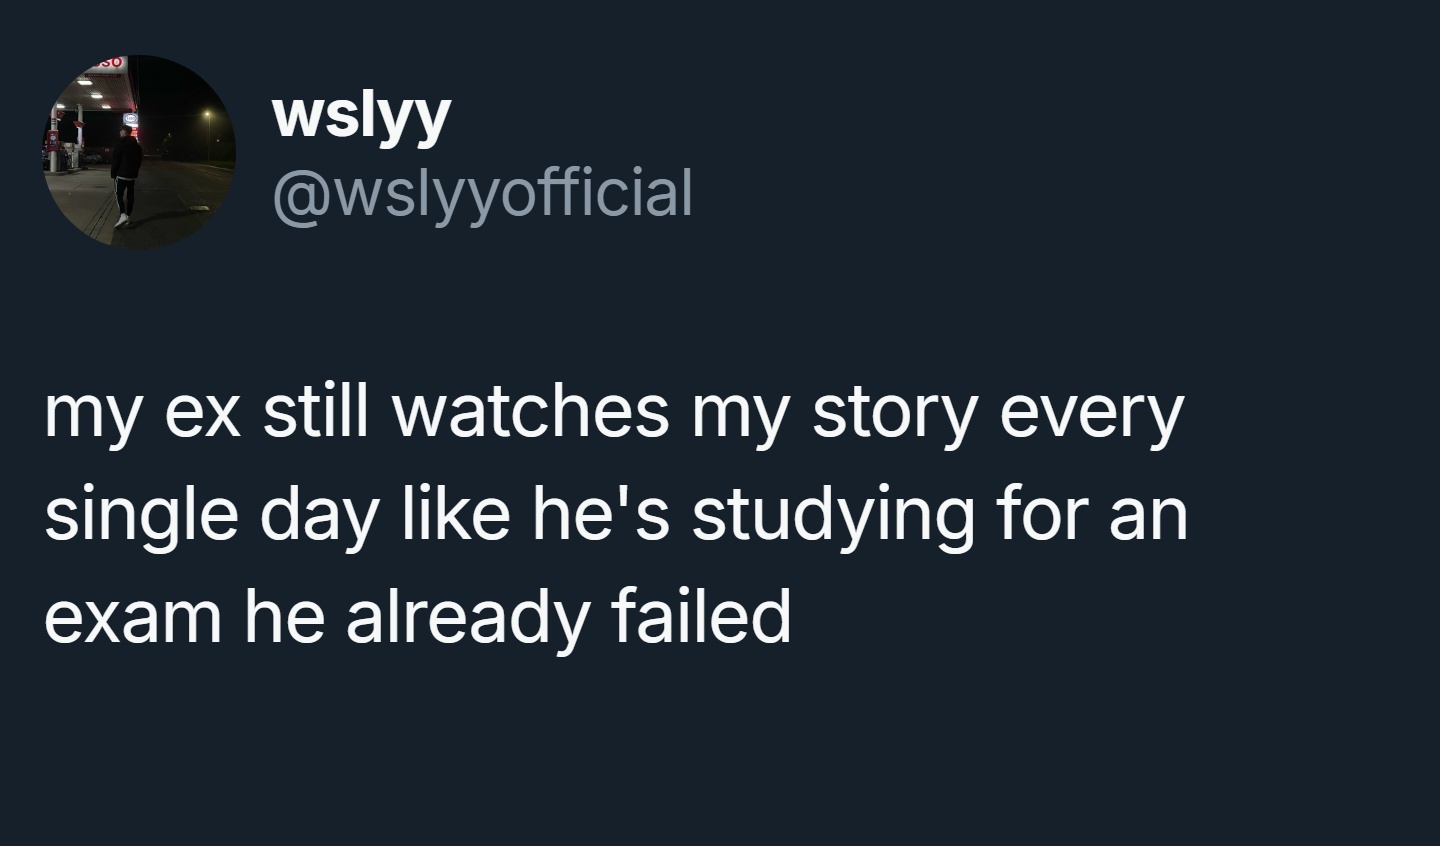 wslyy
@wslyyofficial
my ex still watches my story every
single day like he's studying for an
exam he already failed